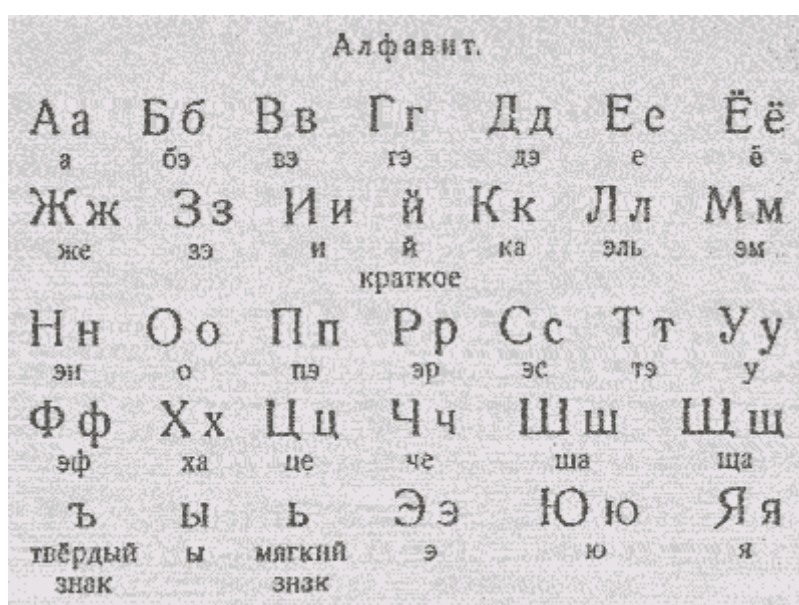 Алфавит.
Аа Бб Вв Гг Дд Ее Ёё
а бэ вэ гэ дэ е ё
Жж Зз Ии й Кк Лл Мм
же зэ и й ка эль эм
краткое
Нн Оо Пп Рр Сс Тт Уу
эн о пэ эр эс тэ у
Фф Хх Цц Чч Шш Щщ
эф ха це че ша ща
ъ ы ь Ээ Юю Яя
твёрдый ы мягкий э ю я
знак знак